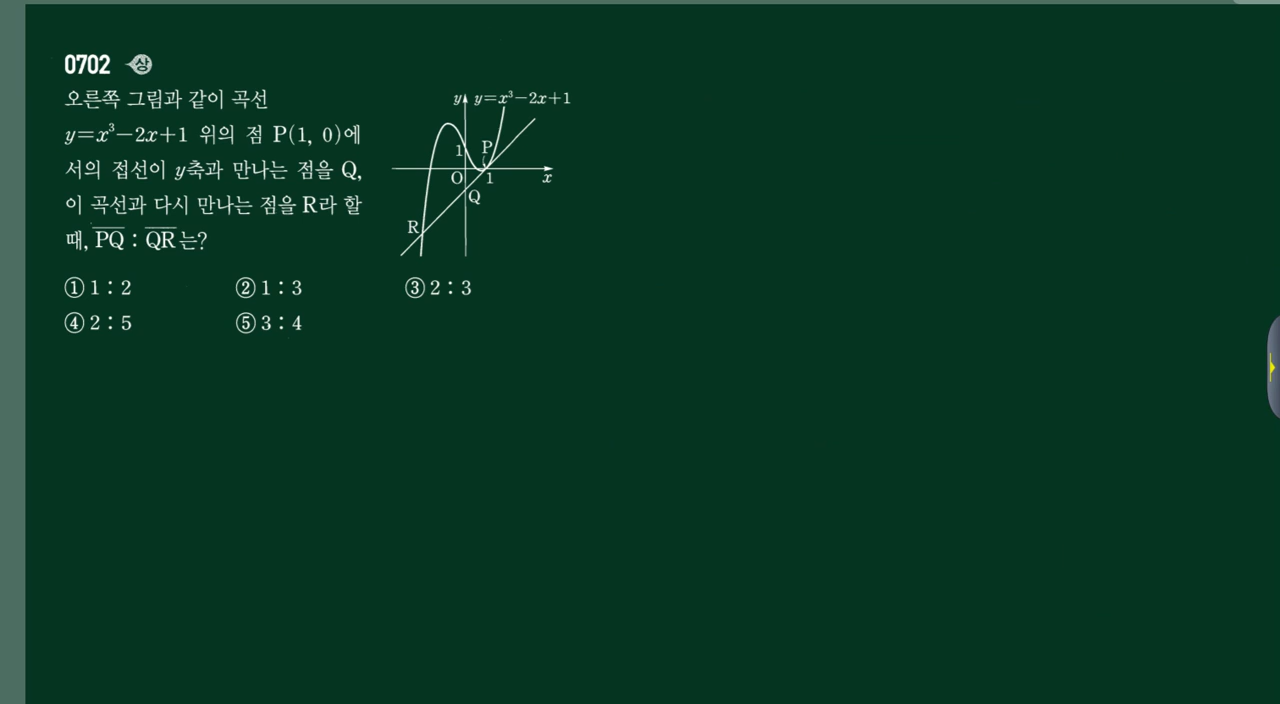 0702 상
오른쪽 그림과 같이 곡선
y=x³-2x+1 위의 점 P(1, 0)에
서의 접선이 y축과 만나는 점을 Q,
이 곡선과 다시 만나는 점을 R라 할
때, P̅Q̅ : Q̅R̅는?
y y=x³-2x+1
1 P
O 1 x
Q
R
① 1 : 2 ② 1 : 3 ③ 2 : 3
④ 2 : 5 ⑤ 3 : 4